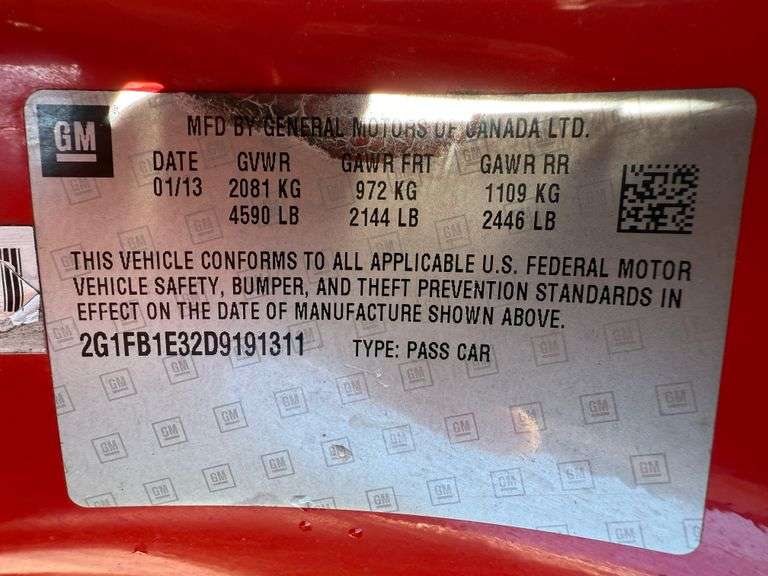 GM
MFD BY GENERAL MOTORS OF CANADA LTD.
DATE GVWR GAWR FRT GAWR RR
01/13 2081 KG 972 KG 1109 KG
4590 LB 2144 LB 2446 LB
THIS VEHICLE CONFORMS TO ALL APPLICABLE U.S. FEDERAL MOTOR
VEHICLE SAFETY, BUMPER, AND THEFT PREVENTION STANDARDS IN
EFFECT ON THE DATE OF MANUFACTURE SHOWN ABOVE.
2G1FB1E32D9191311 TYPE: PASS CAR